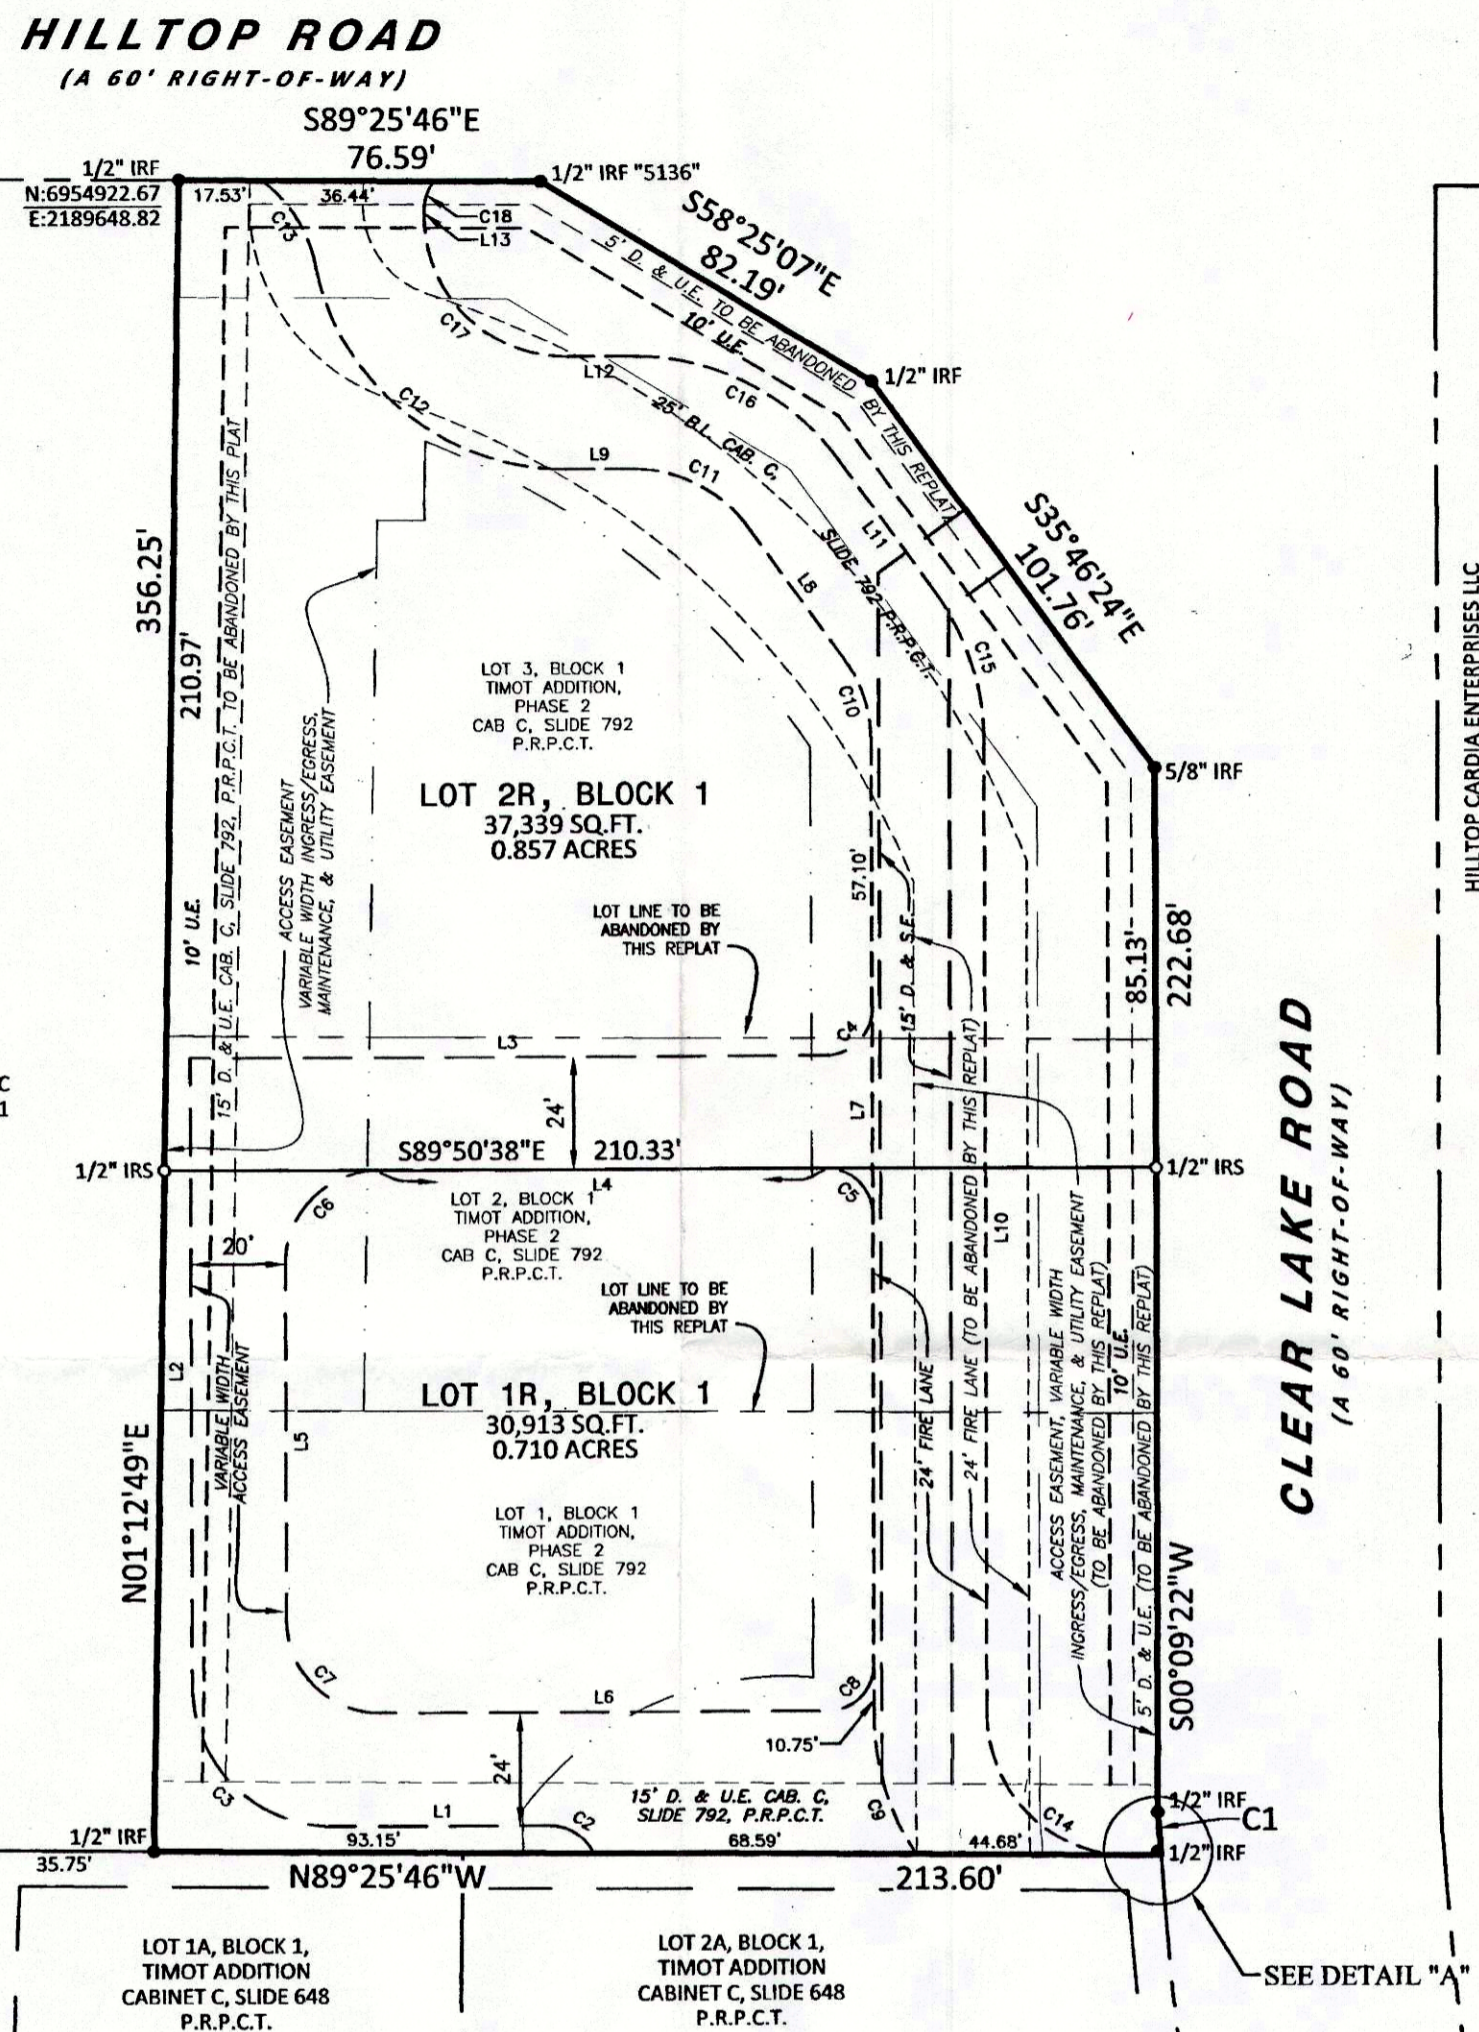 HILLTOP ROAD
(A 60' RIGHT-OF-WAY)
S89°25'46"E
76.59'
1/2" IRF
N:6954922.67
E:2189648.82
1/2" IRF "5136"
17.53'
36.44'
C13
C18
L13
S58°25'07"E
82.19'
5' D. & U.E. TO BE ABANDONED BY THIS REPLAT)
10' U.E.
1/2" IRF
C17
L12
C16
C12
25' B.L. CAB. C,
SLIDE 792 P.R.P.C.T.
L9
C11
L11
L8
S35°46'24"E
101.76'
C15
C10
356.25'
210.97'
10' U.E.
15' D. & U.E. CAB. C, SLIDE 792, P.R.P.C.T. TO BE ABANDONED BY THIS PLAT
ACCESS EASEMENT
VARIABLE WIDTH INGRESS/EGRESS,
MAINTENANCE, & UTILITY EASEMENT
LOT 3, BLOCK 1
TIMOT ADDITION,
PHASE 2
CAB C, SLIDE 792
P.R.P.C.T.
LOT 2R, BLOCK 1
37,339 SQ.FT.
0.857 ACRES
5/8" IRF
HILLTOP CARDIA ENTERPRISES LLC
57.10'
LOT LINE TO BE
ABANDONED BY
THIS REPLAT
15' D. & S.E.
85.13'
222.68'
C4
L3
24'
L7
C
1
S89°50'38"E 210.33'
1/2" IRS
1/2" IRS
L4
C6
C5
LOT 2, BLOCK 1
TIMOT ADDITION,
PHASE 2
CAB C, SLIDE 792
P.R.P.C.T.
20'
L10
LOT LINE TO BE
ABANDONED BY
THIS REPLAT
CLEAR LAKE ROAD
(A 60' RIGHT-OF-WAY)
L2
VARIABLE WIDTH
ACCESS EASEMENT
L5
LOT 1R, BLOCK 1
30,913 SQ.FT.
0.710 ACRES
24' FIRE LANE
24' FIRE LANE (TO BE ABANDONED BY THIS REPLAT)
ACCESS EASEMENT, VARIABLE WIDTH
INGRESS/EGRESS, MAINTENANCE, & UTILITY EASEMENT
(TO BE ABANDONED BY THIS REPLAT)
10' U.E.
5' D. & U.E. (TO BE ABANDONED BY THIS REPLAT)
N01°12'49"E
LOT 1, BLOCK 1
TIMOT ADDITION,
PHASE 2
CAB C, SLIDE 792
P.R.P.C.T.
S00°09'22"W
C7
L6
C8
10.75'
24'
C3
L1
C2
15' D. & U.E. CAB. C,
SLIDE 792, P.R.P.C.T.
C9
C14
1/2" IRF
C1
1/2" IRF
1/2" IRF
35.75'
93.15'
68.59'
44.68'
N89°25'46"W
213.60'
LOT 1A, BLOCK 1,
TIMOT ADDITION
CABINET C, SLIDE 648
P.R.P.C.T.
LOT 2A, BLOCK 1,
TIMOT ADDITION
CABINET C, SLIDE 648
P.R.P.C.T.
SEE DETAIL "A"